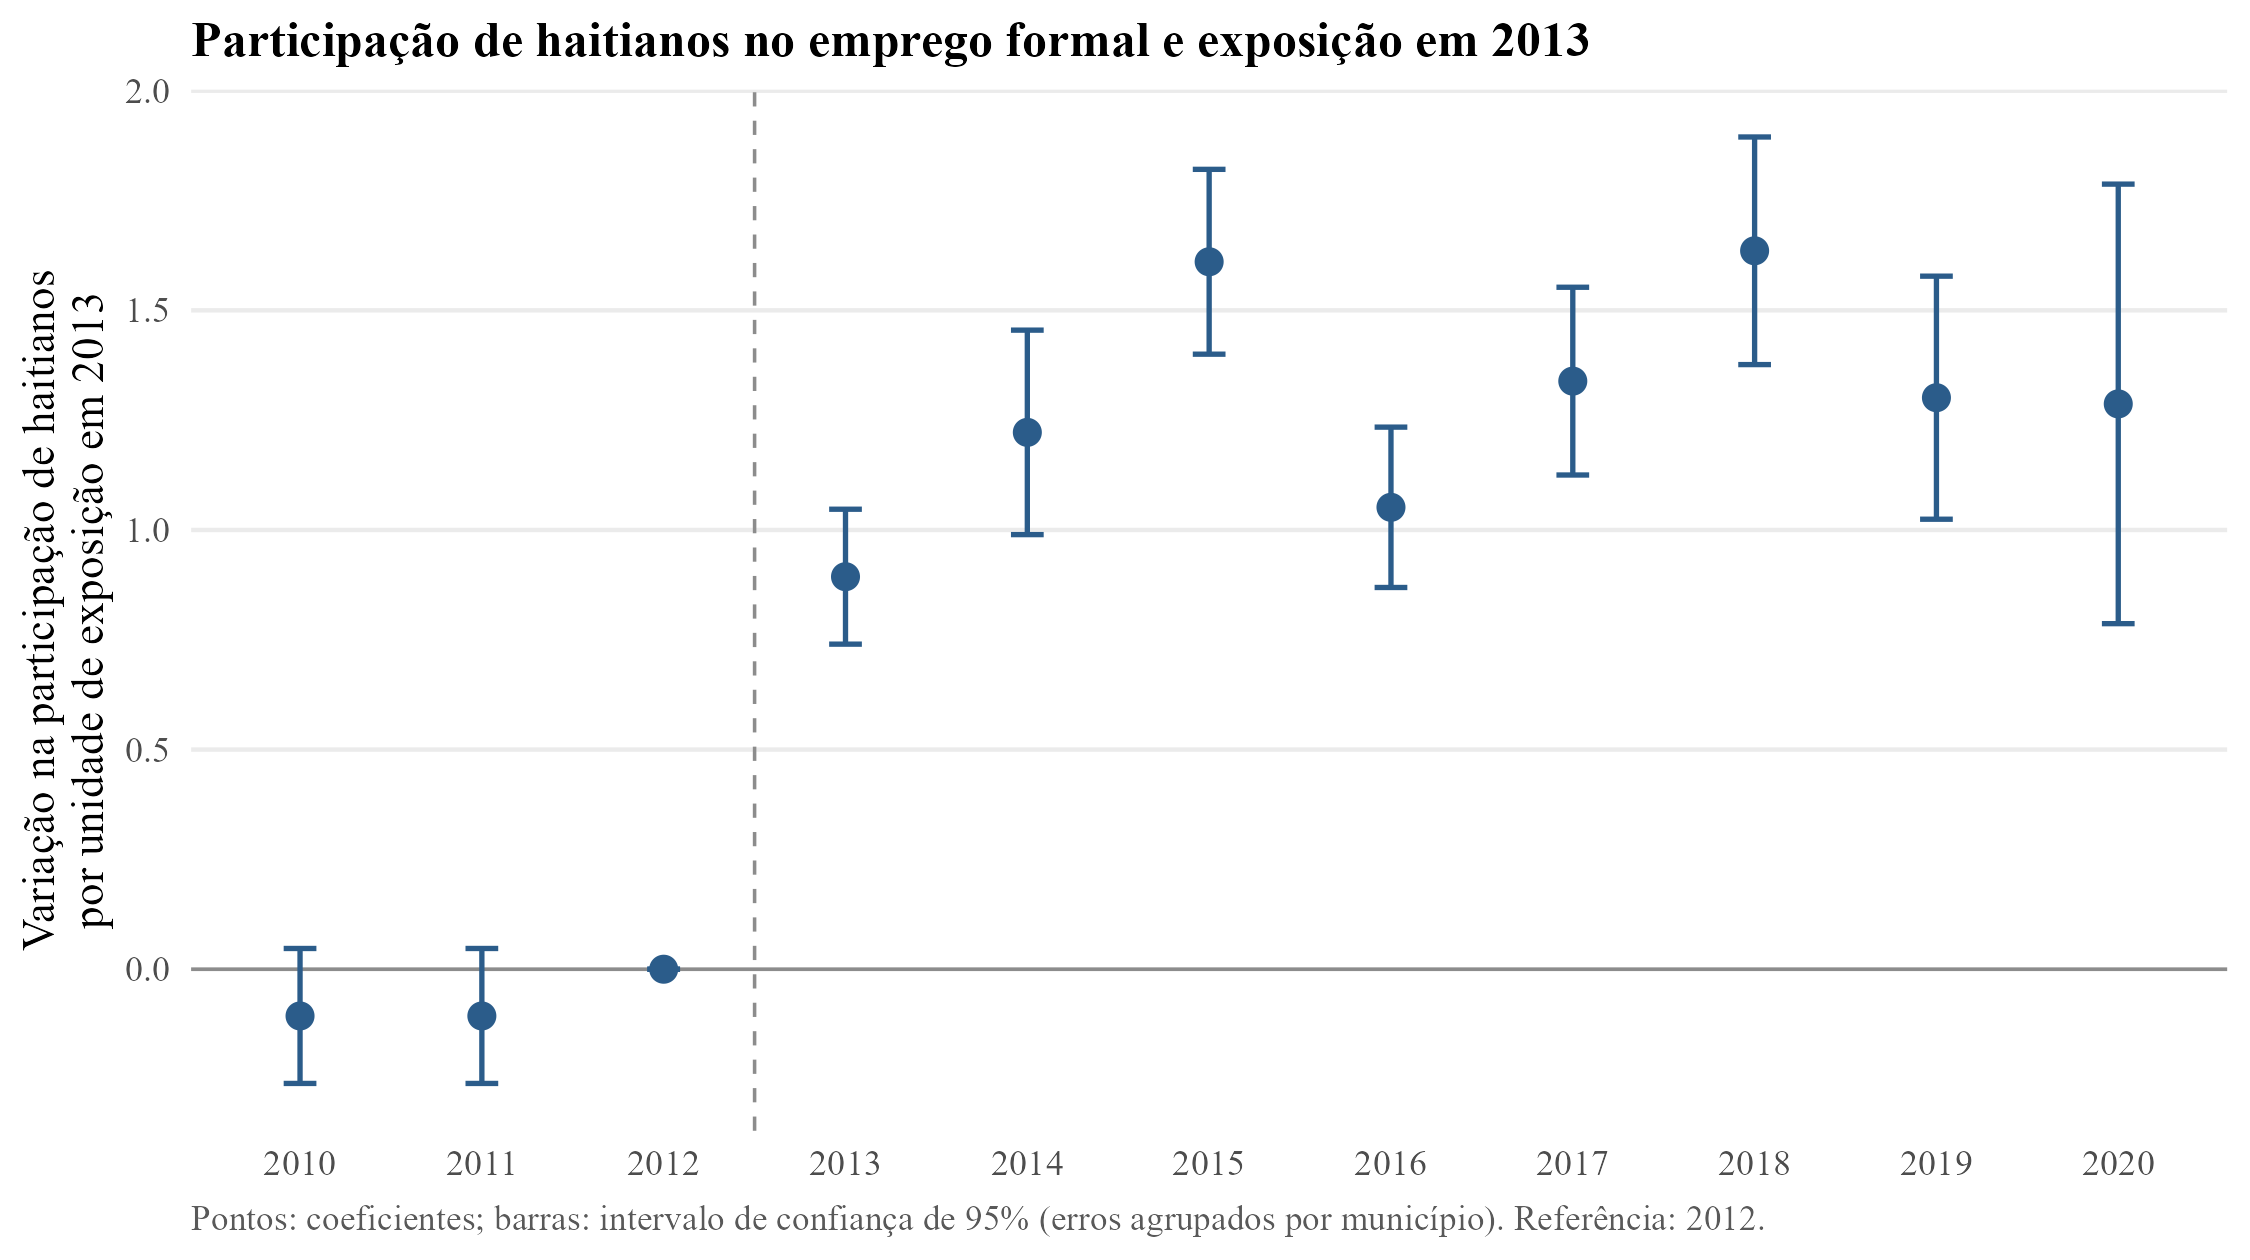 Participação de haitianos no emprego formal e exposição em 2013
Variação na participação de haitianos
por unidade de exposição em 2013
2.0
1.5
1.0
0.5
0.0
2010 2011 2012 2013 2014 2015 2016 2017 2018 2019 2020
Pontos: coeficientes; barras: intervalo de confiança de 95% (erros agrupados por município). Referência: 2012.